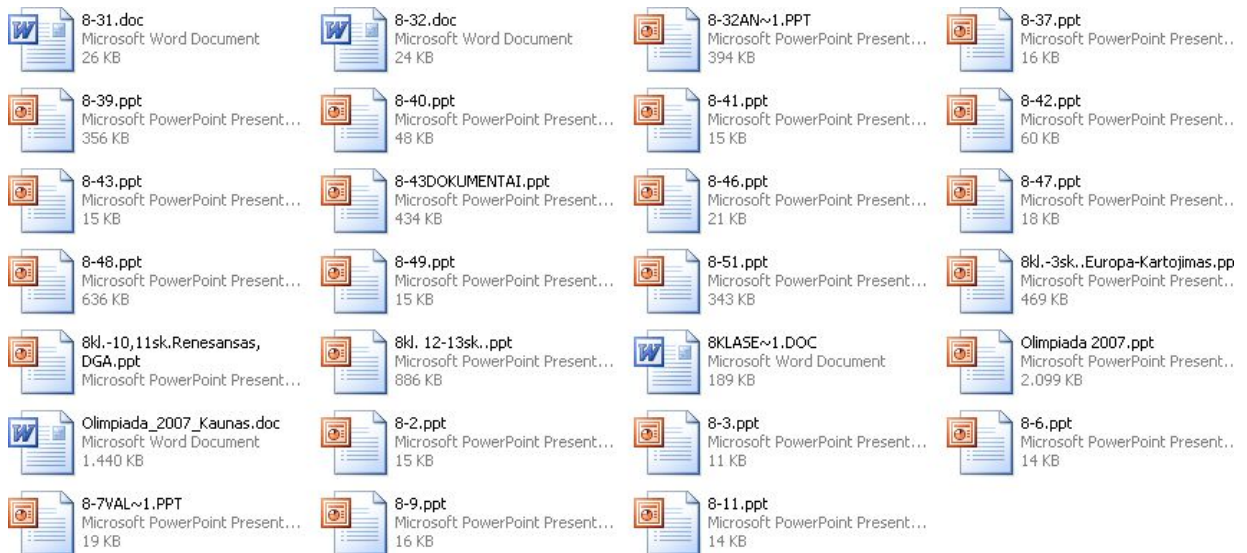 8-31.doc
Microsoft Word Document
26 KB
8-32.doc
Microsoft Word Document
24 KB
8-32AN~1.PPT
Microsoft PowerPoint Present...
394 KB
8-37.ppt
Microsoft PowerPoint Present...
16 KB
8-39.ppt
Microsoft PowerPoint Present...
356 KB
8-40.ppt
Microsoft PowerPoint Present...
48 KB
8-41.ppt
Microsoft PowerPoint Present...
15 KB
8-42.ppt
Microsoft PowerPoint Present...
60 KB
8-43.ppt
Microsoft PowerPoint Present...
15 KB
8-43DOKUMENTAI.ppt
Microsoft PowerPoint Present...
434 KB
8-46.ppt
Microsoft PowerPoint Present...
21 KB
8-47.ppt
Microsoft PowerPoint Present...
18 KB
8-48.ppt
Microsoft PowerPoint Present...
636 KB
8-49.ppt
Microsoft PowerPoint Present...
15 KB
8-51.ppt
Microsoft PowerPoint Present...
343 KB
8kl.-3sk..Europa-Kartojimas.pp
Microsoft PowerPoint Present...
469 KB
8kl.-10,11sk.Renesansas,
DGA.ppt
Microsoft PowerPoint Present...
8kl. 12-13sk..ppt
Microsoft PowerPoint Present...
886 KB
8KLASE~1.DOC
Microsoft Word Document
189 KB
Olimpiada 2007.ppt
Microsoft PowerPoint Present...
2.099 KB
Olimpiada_2007_Kaunas.doc
Microsoft Word Document
1.440 KB
8-2.ppt
Microsoft PowerPoint Present...
15 KB
8-3.ppt
Microsoft PowerPoint Present...
11 KB
8-6.ppt
Microsoft PowerPoint Present...
14 KB
8-7VAL~1.PPT
Microsoft PowerPoint Present...
19 KB
8-9.ppt
Microsoft PowerPoint Present...
16 KB
8-11.ppt
Microsoft PowerPoint Present...
14 KB